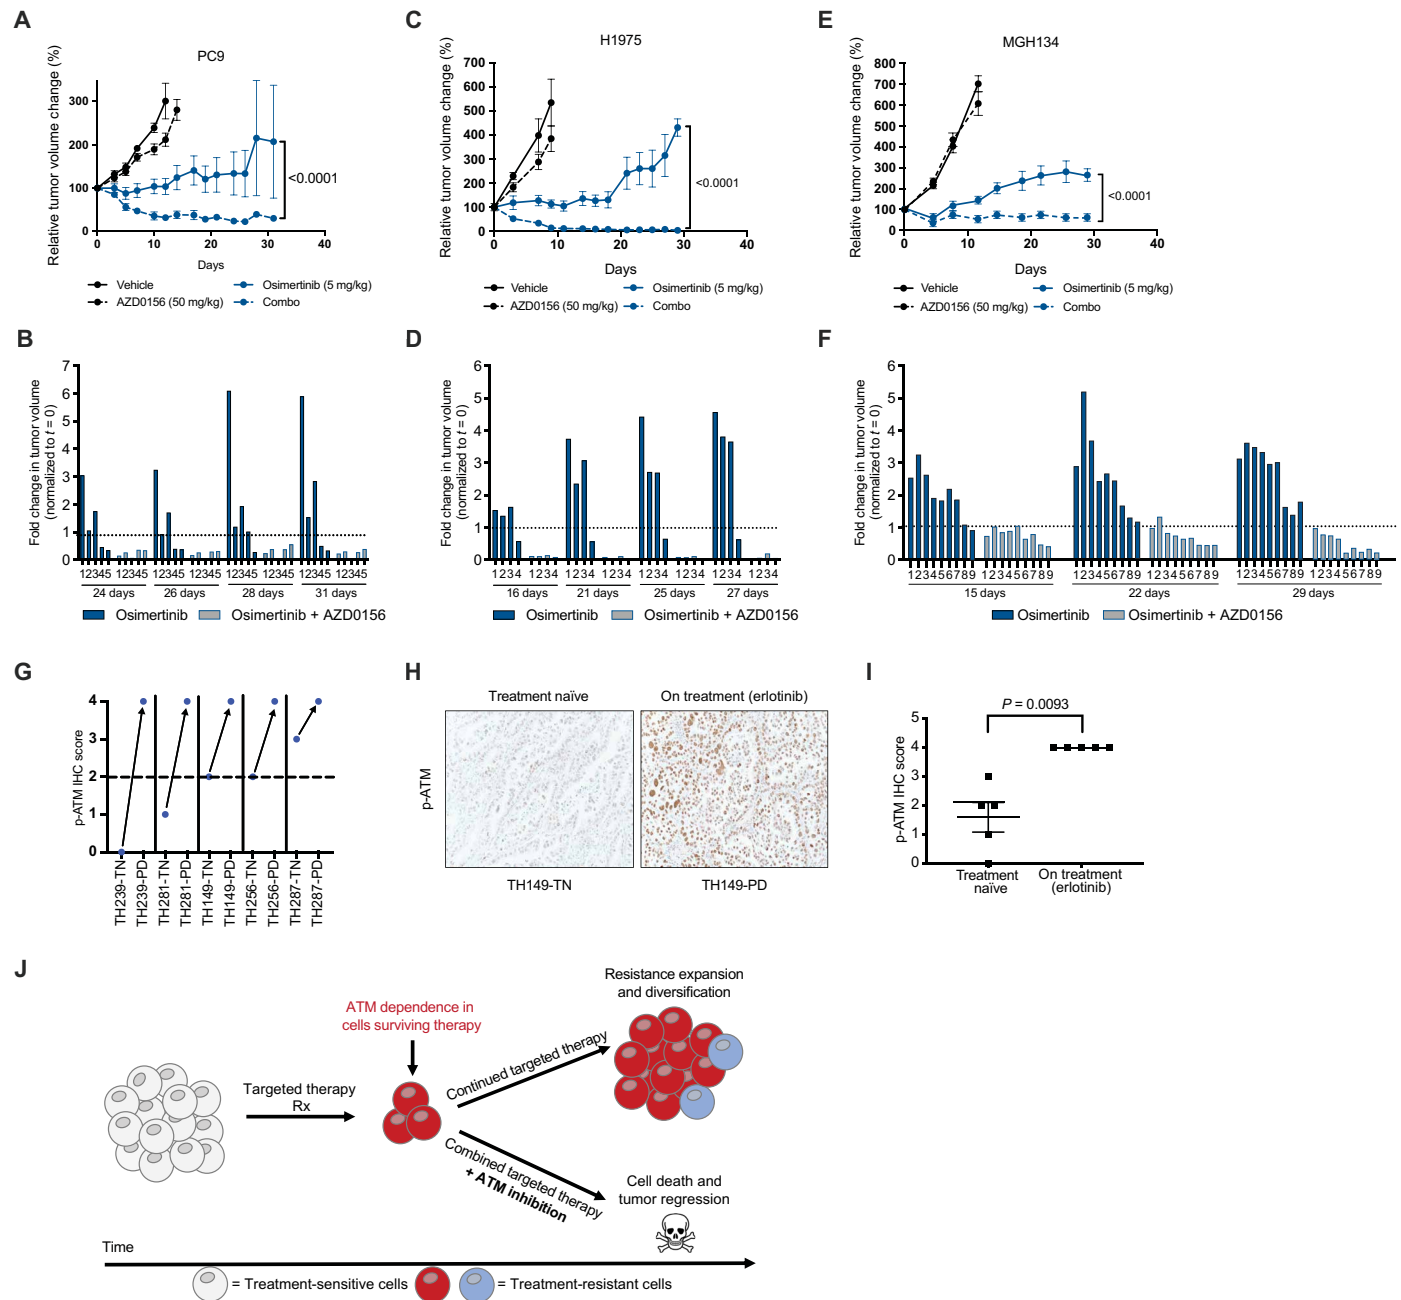 A
PC9
Relative tumor volume change (%)
300
200
100
0
0
10
20
30
40
Days
<0.0001
Vehicle
AZD0156 (50 mg/kg)
Osimertinib (5 mg/kg)
Combo
C
H1975
Relative tumor volume change (%)
700
600
500
400
300
200
100
0
0
10
20
30
40
Days
<0.0001
Vehicle
AZD0156 (50 mg/kg)
Osimertinib (5 mg/kg)
Combo
E
MGH134
Relative tumor volume change (%)
800
700
600
500
400
300
200
100
0
0
10
20
30
40
Days
<0.0001
Vehicle
AZD0156 (50 mg/kg)
Osimertinib (5 mg/kg)
Combo
B
Fold change in tumor volume
(normalized to t = 0)
7
6
5
4
3
2
1
0
12345 12345 12345 12345 12345 12345 12345 12345
24 days 26 days 28 days 31 days
Osimertinib Osimertinib + AZD0156
D
Fold change in tumor volume
(normalized to t = 0)
6
5
4
3
2
1
0
1234 1234 1234 1234 1234 1234 1234 1234
16 days 21 days 25 days 27 days
Osimertinib Osimertinib + AZD0156
F
Fold change in tumor volume
(normalized to t = 0)
6
5
4
3
2
1
0
123456789 123456789 123456789 123456789 123456789 123456789
15 days 22 days 29 days
Osimertinib Osimertinib + AZD0156
G
p-ATM IHC score
4
3
2
1
0
TH239-TN
TH239-PD
TH281-TN
TH281-PD
TH149-TN
TH149-PD
TH256-TN
TH256-PD
TH287-TN
TH287-PD
H
Treatment naïve
On treatment (erlotinib)
p-ATM
TH149-TN
TH149-PD
I
P = 0.0093
p-ATM IHC score
5
4
3
2
1
0
Treatment
naïve
On treatment
(erlotinib)
J
Resistance expansion
and diversification
ATM dependence in
cells surviving therapy
Targeted therapy
Rx
Continued targeted therapy
Combined targeted therapy
+ ATM inhibition
Cell death and
tumor regression
Time
= Treatment-sensitive cells
= Treatment-resistant cells